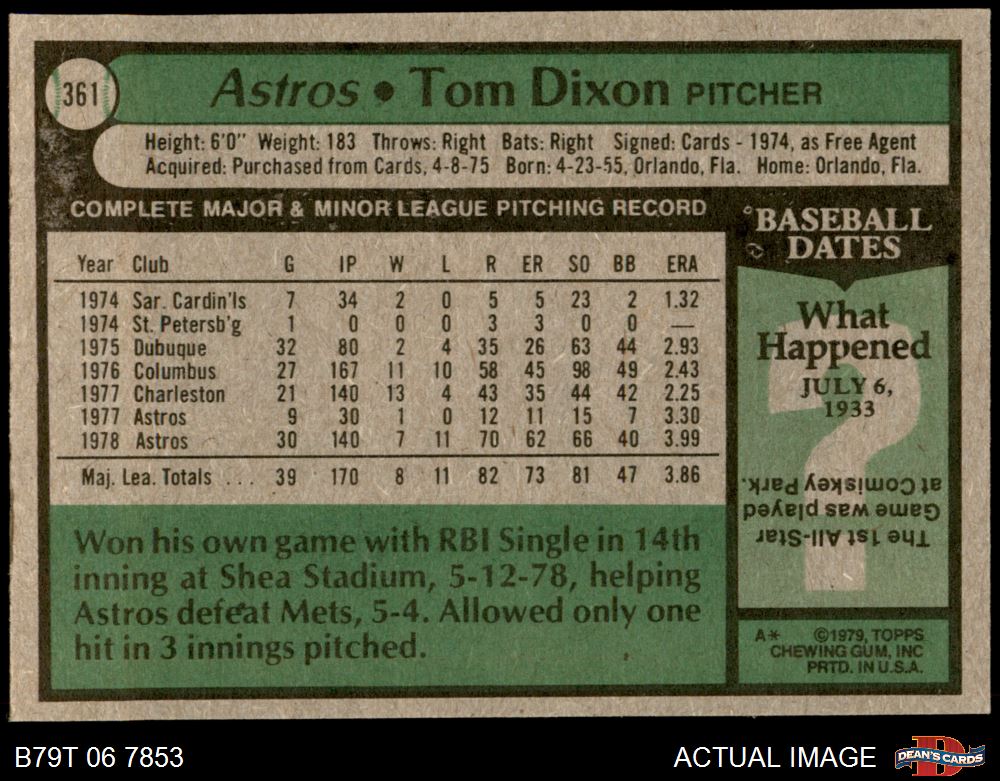 361
Astros • Tom Dixon PITCHER
Height: 6'0" Weight: 183 Throws: Right Bats: Right Signed: Cards - 1974, as Free Agent
Acquired: Purchased from Cards, 4-8-75 Born: 4-23-55, Orlando, Fla. Home: Orlando, Fla.
COMPLETE MAJOR & MINOR LEAGUE PITCHING RECORD
Year Club G IP W L R ER SO BB ERA
1974 Sar. Cardin'ls 7 34 2 0 5 5 23 2 1.32
1974 St. Petersb'g 1 0 0 0 3 3 0 0 —
1975 Dubuque 32 80 2 4 35 26 63 44 2.93
1976 Columbus 27 167 11 10 58 45 98 49 2.43
1977 Charleston 21 140 13 4 43 35 44 42 2.25
1977 Astros 9 30 1 0 12 11 15 7 3.30
1978 Astros 30 140 7 11 70 62 66 40 3.99
Maj. Lea. Totals ... 39 170 8 11 82 73 81 47 3.86
Won his own game with RBI Single in 14th
inning at Shea Stadium, 5-12-78, helping
Astros defeat Mets, 5-4. Allowed only one
hit in 3 innings pitched.
BASEBALL
DATES
What
Happened
JULY 6,
1933
?
The 1st All-Star
Game was played
at Comiskey Park.
A* ©1979, TOPPS
CHEWING GUM, INC
PRTD. IN U.S.A.
B79T 06 7853
ACTUAL IMAGE
D
DEAN'S CARDS